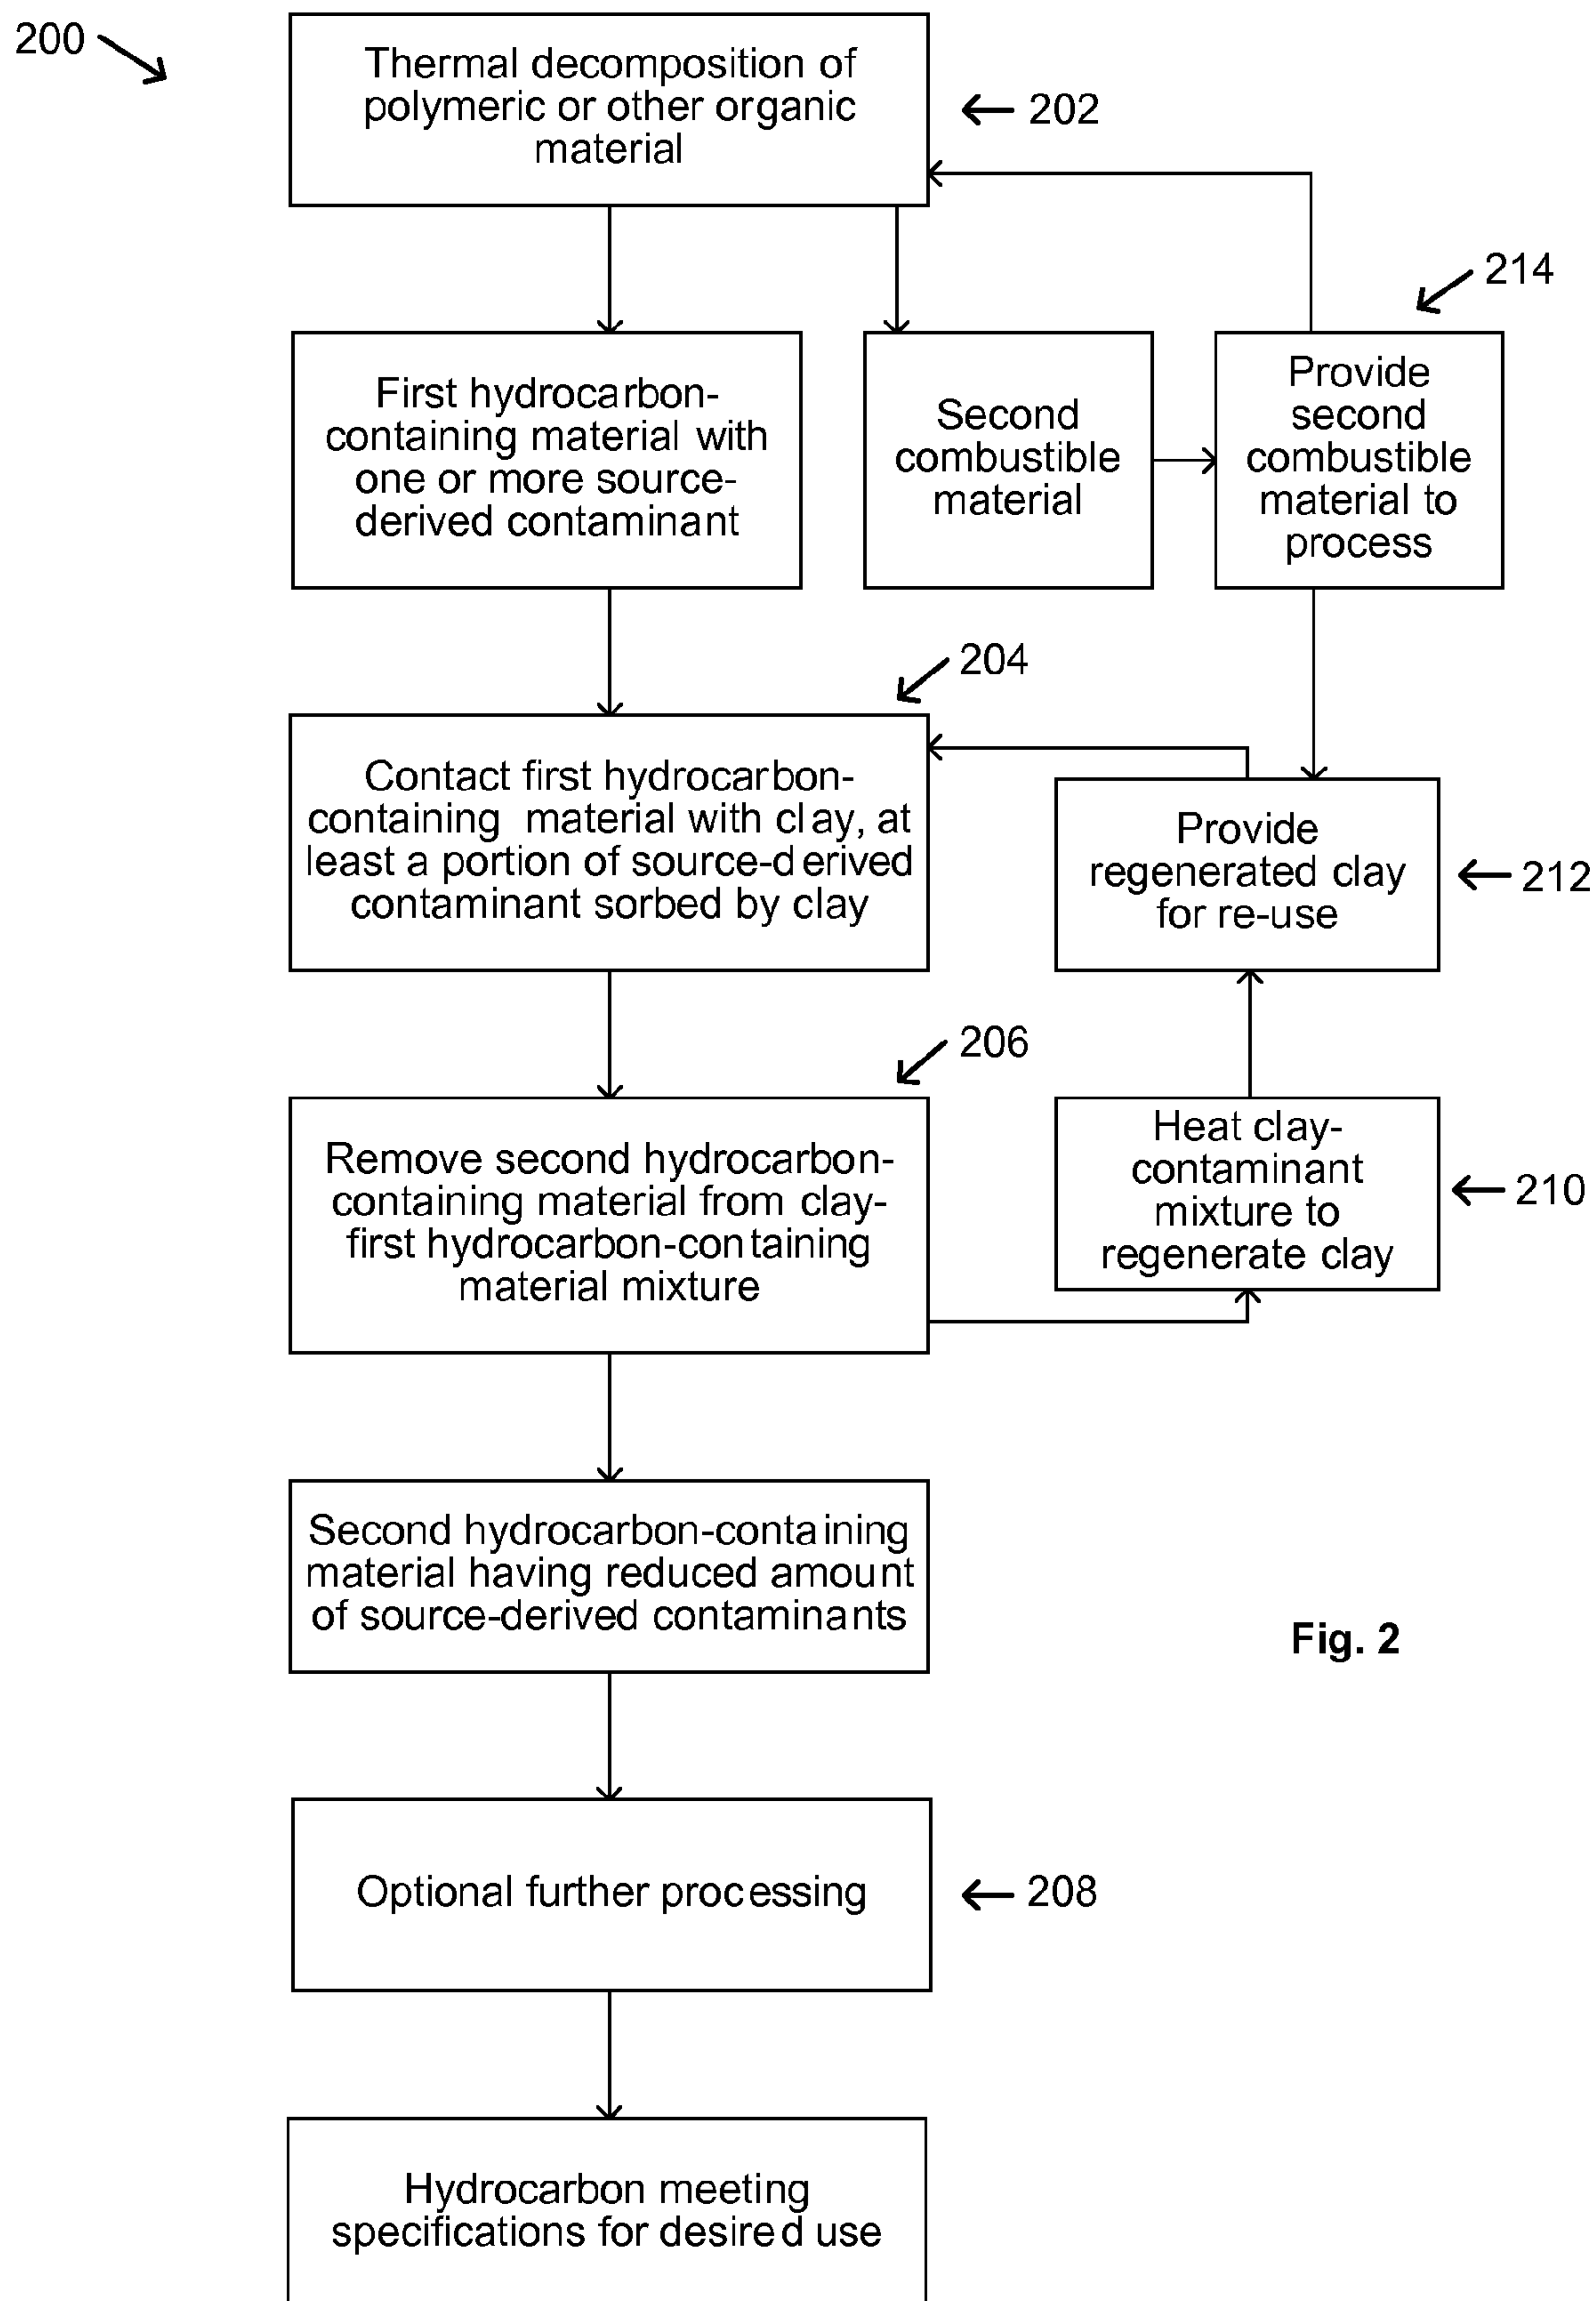 200
Thermal decomposition of
polymeric or other organic
material
202
214
First hydrocarbon-
containing material with
one or more source-
derived contaminant
Second
combustible
material
Provide
second
combustible
material to
process
204
Contact first hydrocarbon-
containing material with clay, at
least a portion of source-derived
contaminant sorbed by clay
Provide
regenerated clay
for re-use
212
206
Remove second hydrocarbon-
containing material from clay-
first hydrocarbon-containing
material mixture
Heat clay-
contaminant
mixture to
regenerate clay
210
Second hydrocarbon-containing
material having reduced amount
of source-derived contaminants
Fig. 2
Optional further processing
208
Hydrocarbon meeting
specifications for desired use